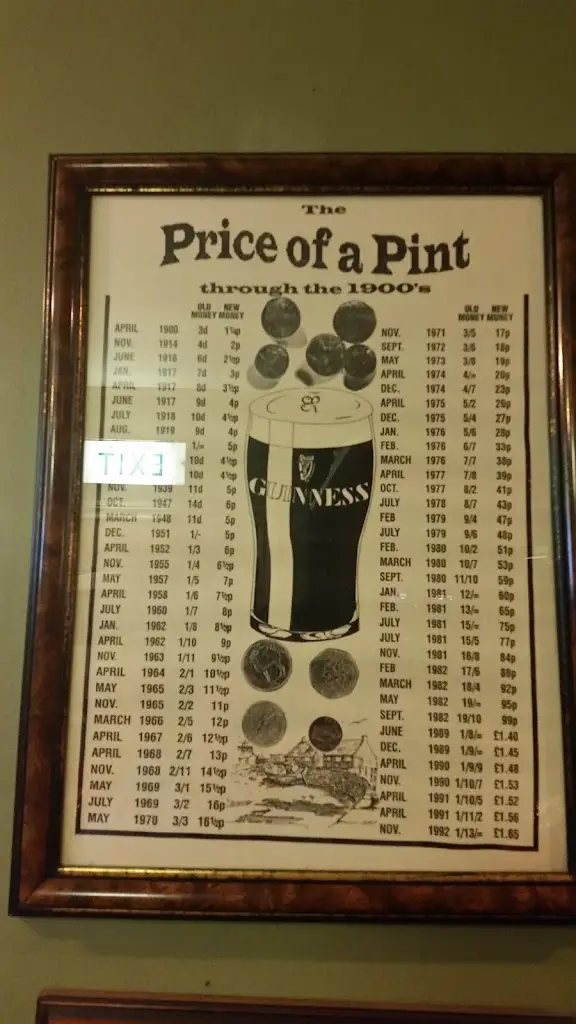 The
Price of a Pint
through the 1900's
OLD MONEY NEW MONEY
APRIL 1900 3d 1½p
NOV. 1914 4d 2p
JUNE 1916 6d 2½p
JAN. 1917 7d 3p
APRIL 1917 8d 3½p
JUNE 1917 9d 4p
JULY 1918 10d 4½p
AUG. 1919 9d 4p
1/= 5p
10d 4½p
10d 4½p
NOV. 1939 11d 5p
OCT. 1947 14d 6p
MARCH 1948 11d 5p
DEC. 1951 1/- 5p
APRIL 1952 1/3 6p
NOV. 1955 1/4 6½p
MAY 1957 1/5 7p
APRIL 1958 1/6 7½p
JULY 1960 1/7 8p
JAN. 1962 1/8 8½p
APRIL 1962 1/10 9p
NOV. 1963 1/11 9½p
APRIL 1964 2/1 10½p
MAY 1965 2/3 11½p
NOV. 1965 2/2 11p
MARCH 1966 2/5 12p
APRIL 1967 2/6 12½p
APRIL 1968 2/7 13p
NOV. 1968 2/11 14½p
MAY 1969 3/1 15½p
JULY 1969 3/2 16p
MAY 1970 3/3 16½p
EXIT
GUINNESS
OLD MONEY NEW MONEY
NOV. 1971 3/5 17p
SEPT. 1972 3/6 18p
MAY 1973 3/8 19p
APRIL 1974 4/= 20p
DEC. 1974 4/7 23p
APRIL 1975 5/2 26p
DEC. 1975 5/4 27p
JAN. 1976 5/6 28p
FEB. 1976 6/7 33p
MARCH 1976 7/7 38p
APRIL 1977 7/8 39p
OCT. 1977 8/2 41p
JULY 1978 8/7 43p
FEB 1979 9/4 47p
JULY 1979 9/6 48p
FEB. 1980 10/2 51p
MARCH 1980 10/7 53p
SEPT. 1980 11/10 59p
JAN. 1981 12/= 60p
FEB. 1981 13/= 65p
JULY 1981 15/= 75p
JULY 1981 15/5 77p
NOV. 1981 16/8 84p
FEB 1982 17/6 88p
MARCH 1982 18/4 92p
MAY 1982 19/= 95p
SEPT. 1982 19/10 99p
JUNE 1989 1/8/= £1.40
DEC. 1989 1/9/= £1.45
APRIL 1990 1/9/9 £1.48
NOV. 1990 1/10/7 £1.53
APRIL 1991 1/10/5 £1.52
APRIL 1991 1/11/2 £1.56
NOV. 1992 1/13/= £1.65